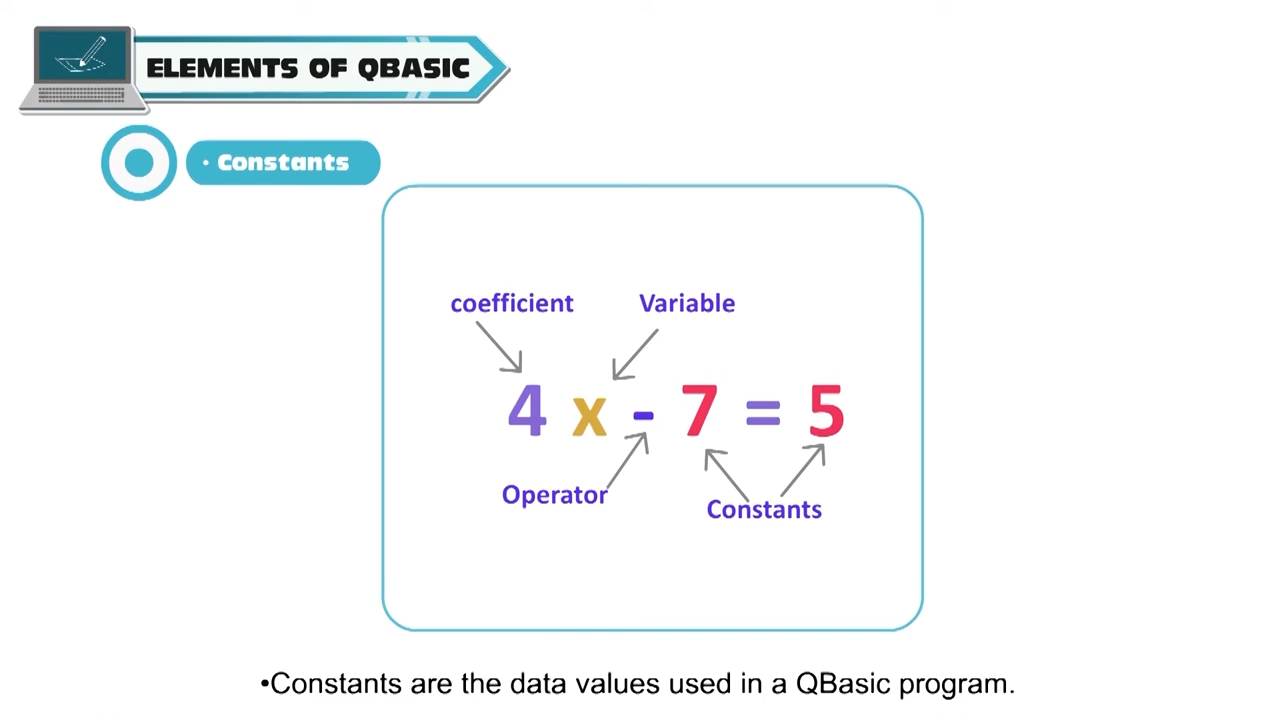 ELEMENTS OF QBASIC
• Constants
coefficient Variable
4 x - 7 = 5
Operator Constants
•Constants are the data values used in a QBasic program.